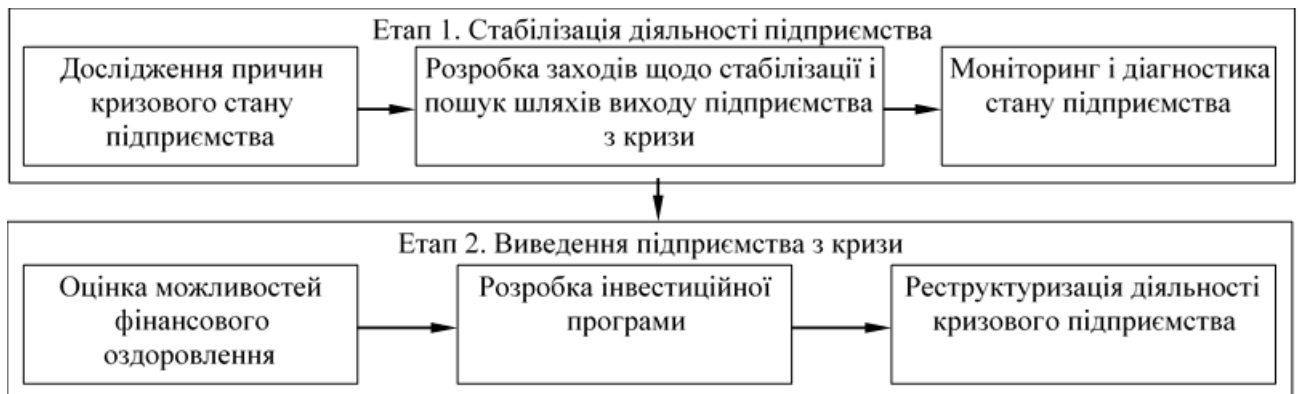 Етап 1. Стабілізація діяльності підприємства
Дослідження причин
кризового стану
підприємства
Розробка заходів щодо стабілізації і
пошук шляхів виходу підприємства
з кризи
Моніторинг і діагностика
стану підприємства
Етап 2. Виведення підприємства з кризи
Оцінка можливостей
фінансового
оздоровлення
Розробка інвестиційної
програми
Реструктуризація діяльності
кризового підприємства